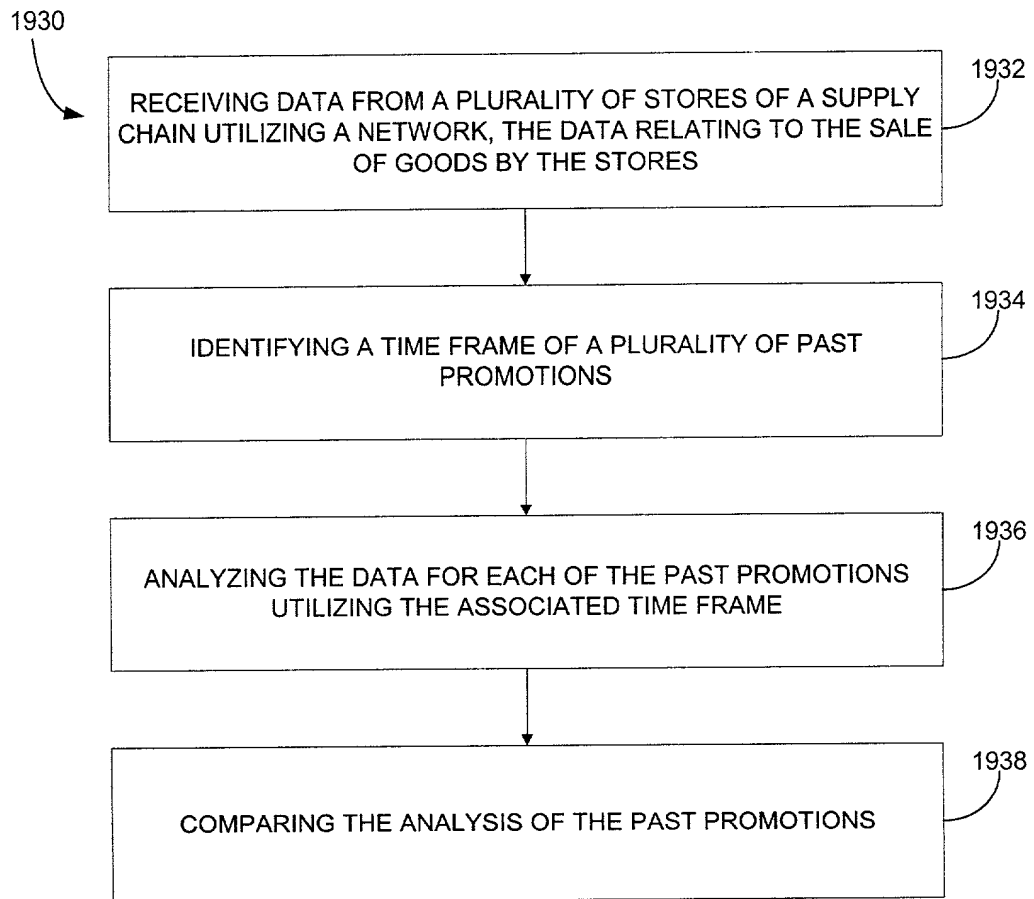 1930
1932
RECEIVING DATA FROM A PLURALITY OF STORES OF A SUPPLY
CHAIN UTILIZING A NETWORK, THE DATA RELATING TO THE SALE
OF GOODS BY THE STORES
1934
IDENTIFYING A TIME FRAME OF A PLURALITY OF PAST
PROMOTIONS
1936
ANALYZING THE DATA FOR EACH OF THE PAST PROMOTIONS
UTILIZING THE ASSOCIATED TIME FRAME
1938
COMPARING THE ANALYSIS OF THE PAST PROMOTIONS